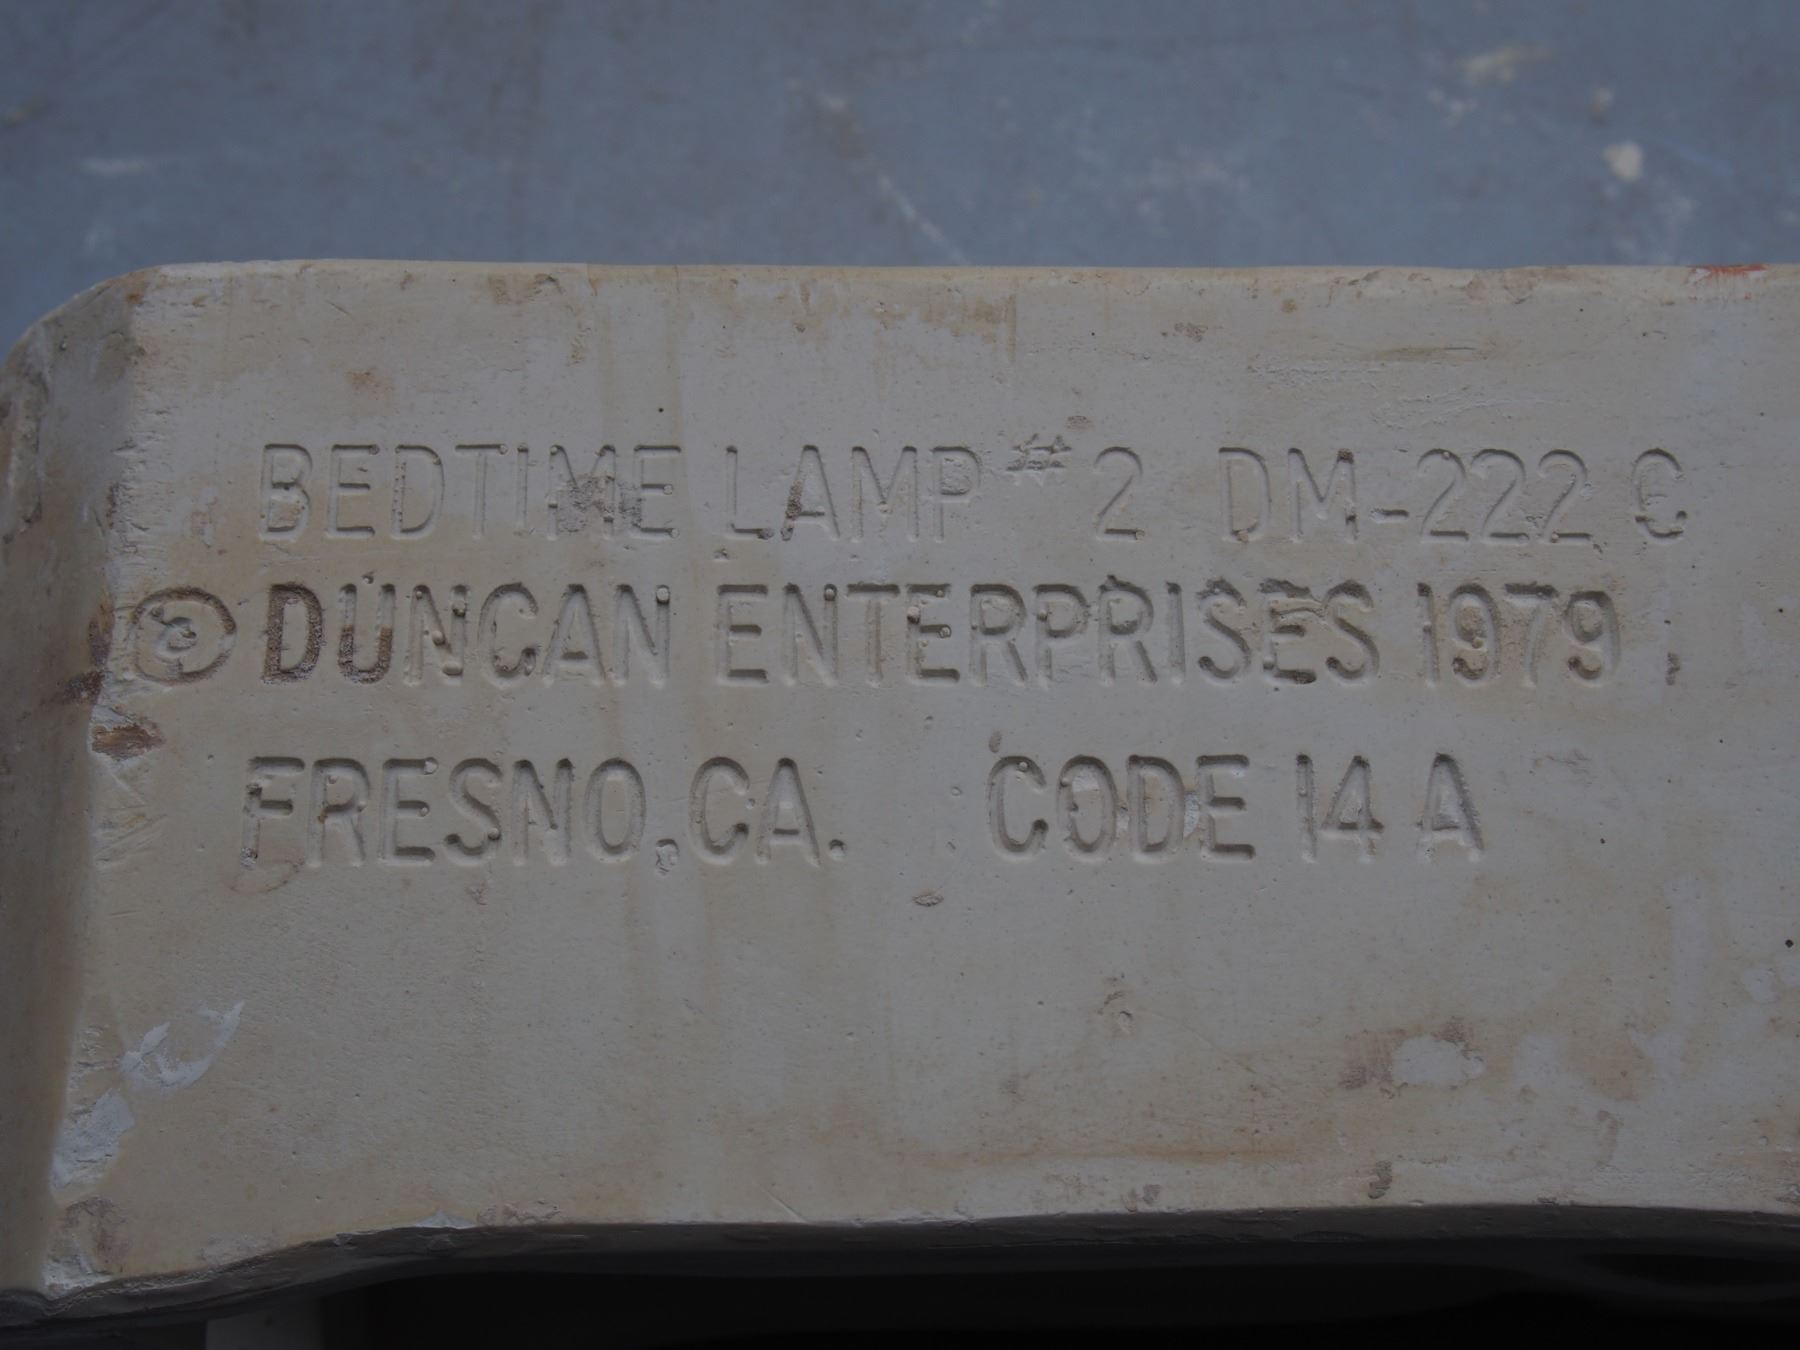 BEDTIME LAMP # 2 DM-222 C
© DUNCAN ENTERPRISES 1979
FRESNO, CA. CODE 14 A